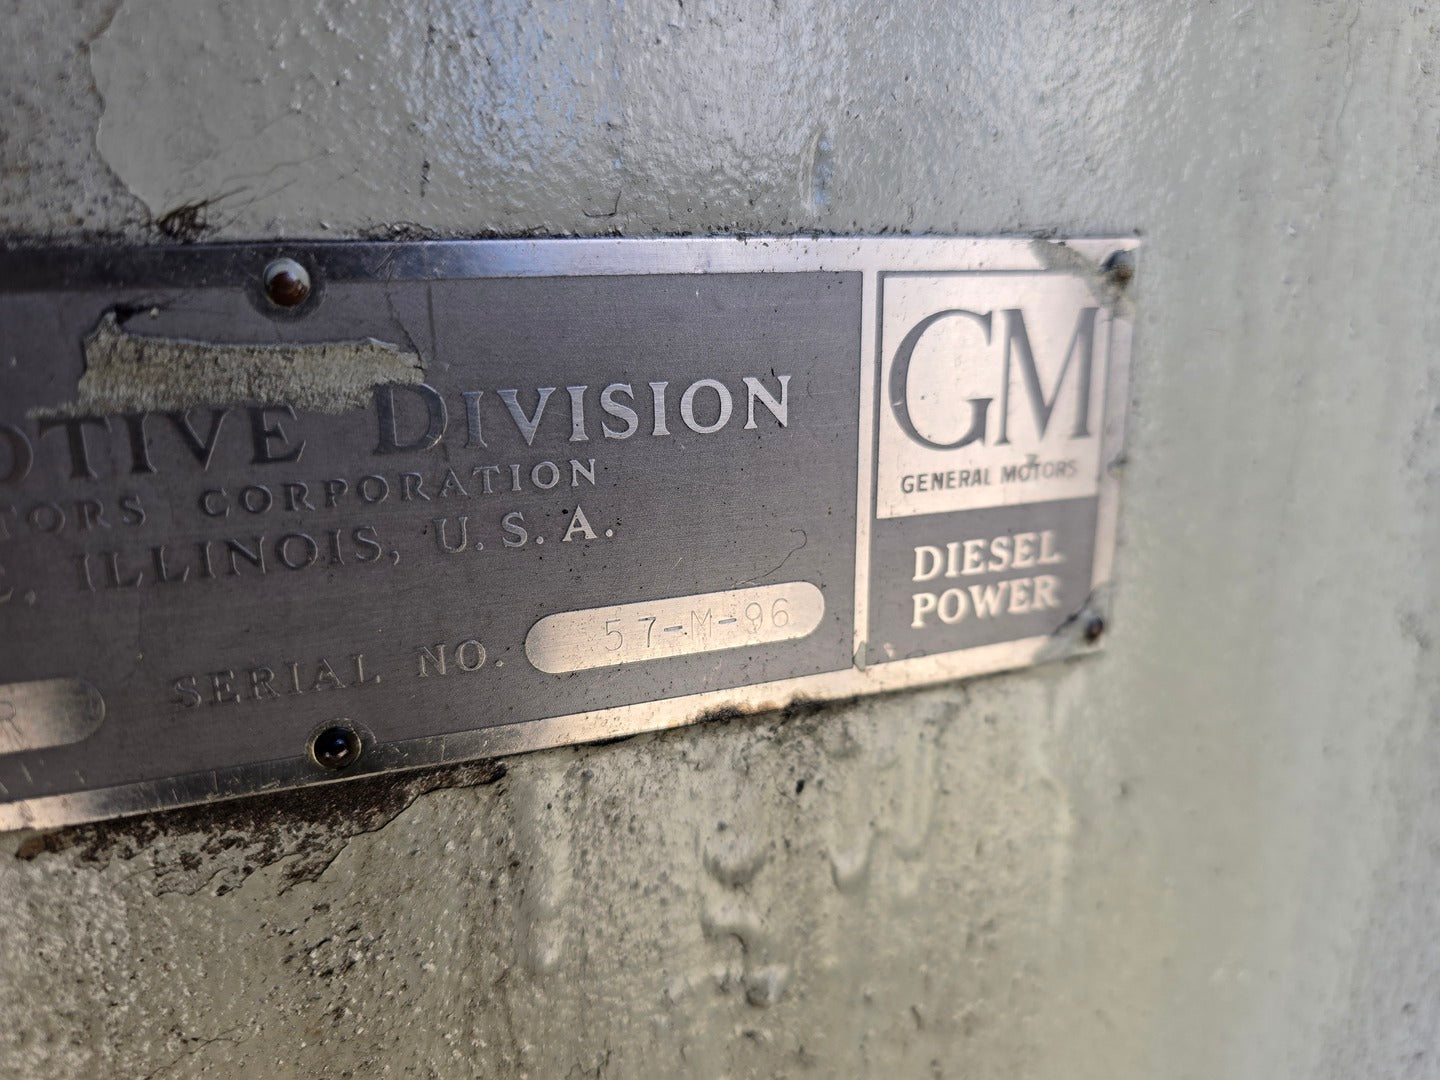 OTIVE DIVISION
TORS CORPORATION
, ILLINOIS, U.S.A.
R
SERIAL NO. 57-M-96
GM
GENERAL MOTORS
DIESEL
POWER